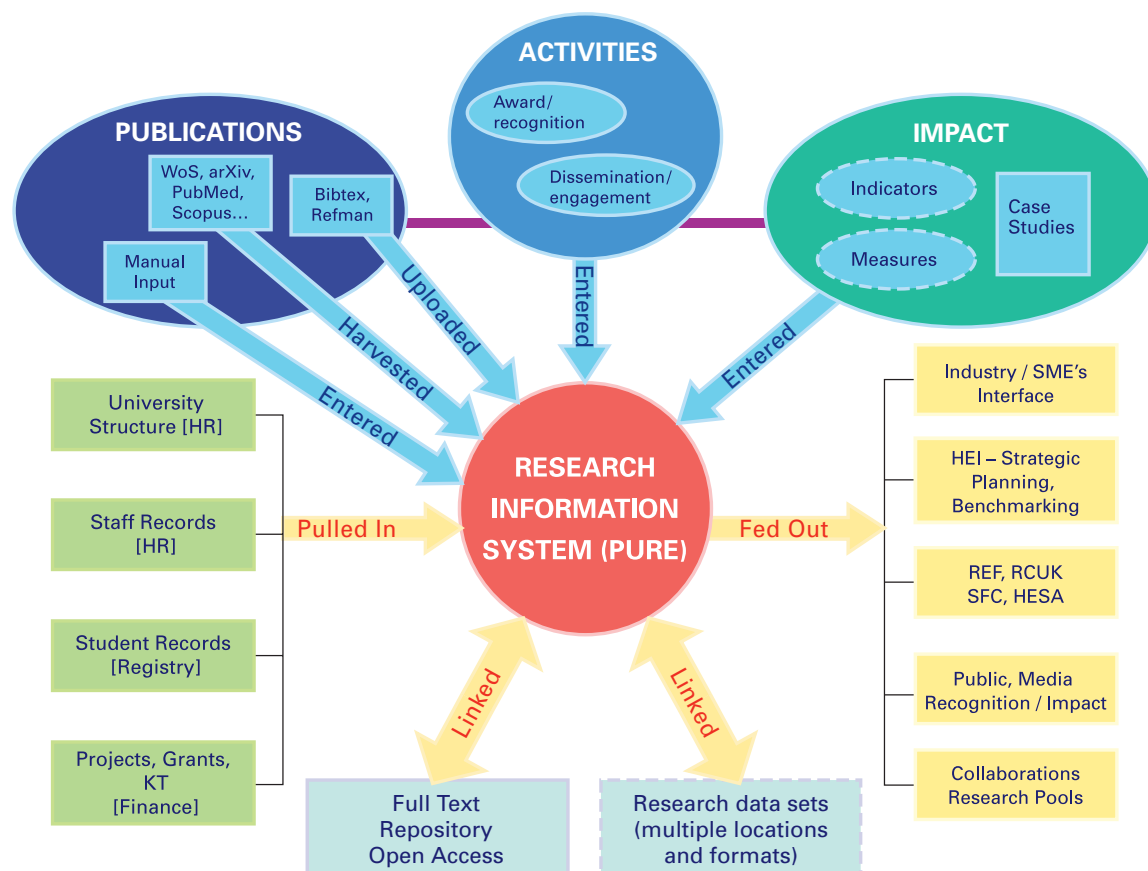 ACTIVITIES
Award/
recognition
Dissemination/
engagement
PUBLICATIONS
WoS, arXiv,
PubMed,
Scopus...
Bibtex,
Refman
Manual
Input
IMPACT
Indicators
Measures
Case
Studies
Uploaded
Harvested
Entered
Entered
Entered
University
Structure [HR]
Staff Records
[HR]
Student Records
[Registry]
Projects, Grants,
KT
[Finance]
Pulled In
RESEARCH
INFORMATION
SYSTEM (PURE)
Fed Out
Industry / SME's
Interface
HEI – Strategic
Planning,
Benchmarking
REF, RCUK
SFC, HESA
Public, Media
Recognition / Impact
Collaborations
Research Pools
Linked
Linked
Full Text
Repository
Open Access
Research data sets
(multiple locations
and formats)